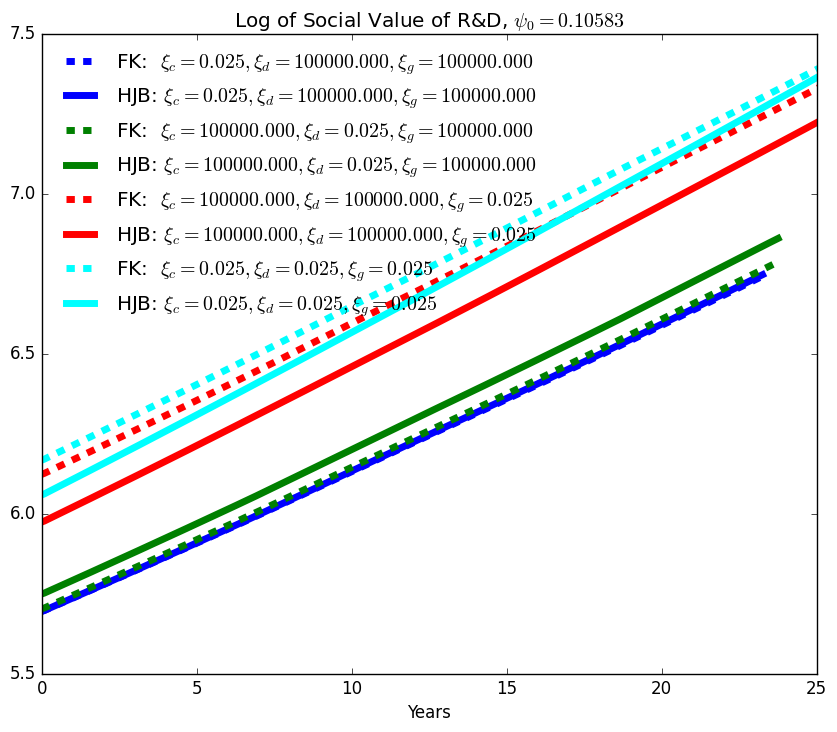 Log of Social Value of R&D, ψ₀ = 0.10583
7.5
FK: ξ_c = 0.025, ξ_d = 100000.000, ξ_g = 100000.000
HJB: ξ_c = 0.025, ξ_d = 100000.000, ξ_g = 100000.000
FK: ξ_c = 100000.000, ξ_d = 0.025, ξ_g = 100000.000
HJB: ξ_c = 100000.000, ξ_d = 0.025, ξ_g = 100000.000
7.0
FK: ξ_c = 100000.000, ξ_d = 100000.000, ξ_g = 0.025
HJB: ξ_c = 100000.000, ξ_d = 100000.000, ξ_g = 0.025
FK: ξ_c = 0.025, ξ_d = 0.025, ξ_g = 0.025
HJB: ξ_c = 0.025, ξ_d = 0.025, ξ_g = 0.025
6.5
6.0
5.5
0 5 10 15 20 25
Years